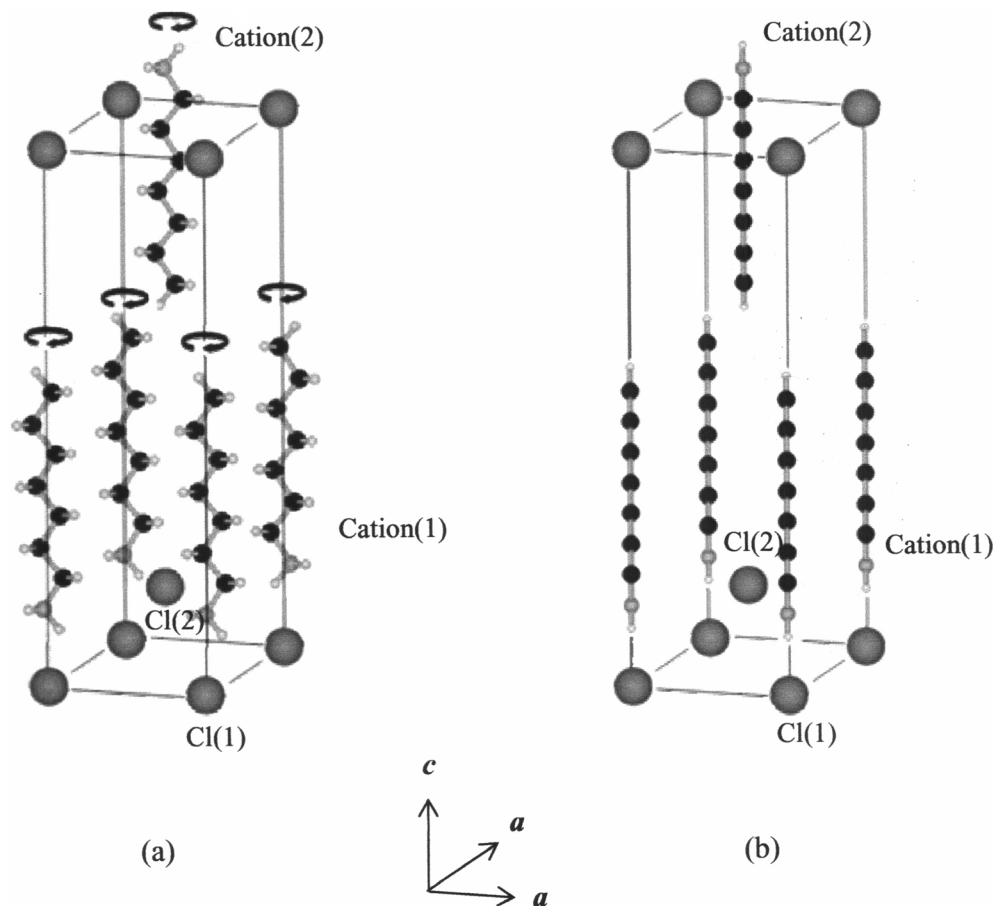 Cation(2)
Cation(1)
Cl(2)
Cl(1)
(a)
Cation(2)
Cation(1)
Cl(2)
Cl(1)
(b)
c
a
a